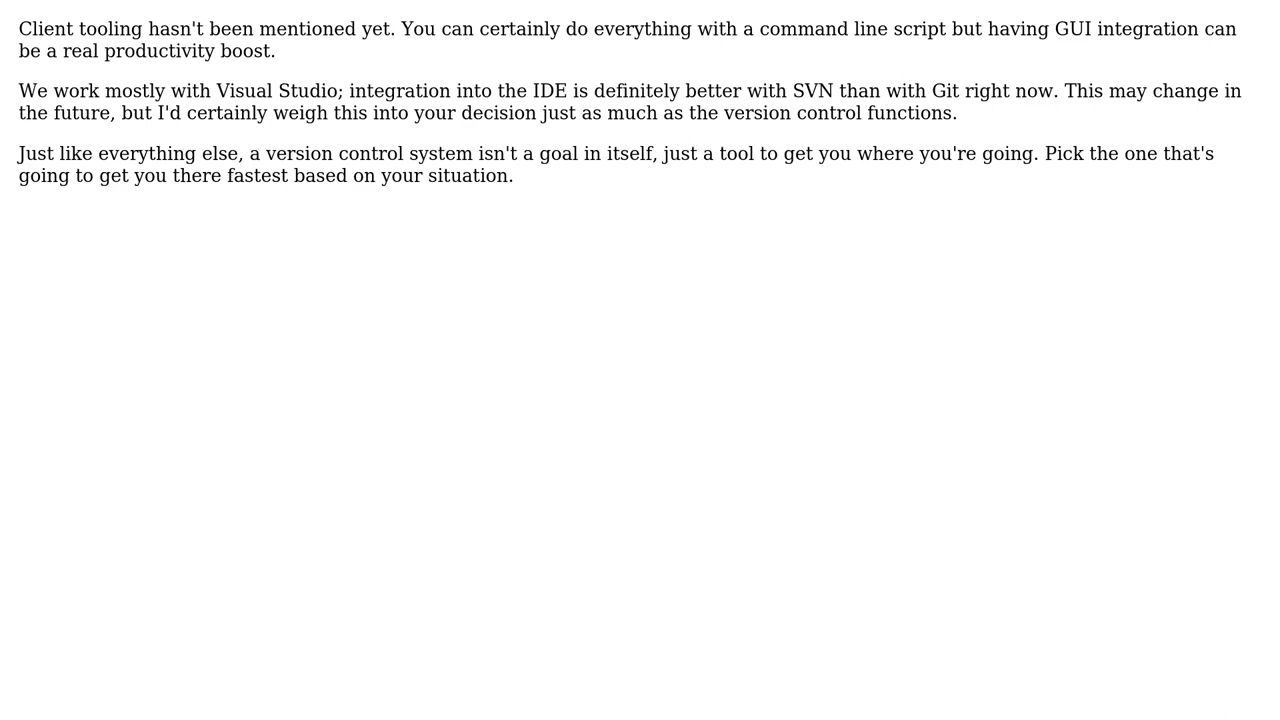 Client tooling hasn't been mentioned yet. You can certainly do everything with a command line script but having GUI integration can
be a real productivity boost.
We work mostly with Visual Studio; integration into the IDE is definitely better with SVN than with Git right now. This may change in
the future, but I'd certainly weigh this into your decision just as much as the version control functions.
Just like everything else, a version control system isn't a goal in itself, just a tool to get you where you're going. Pick the one that's
going to get you there fastest based on your situation.